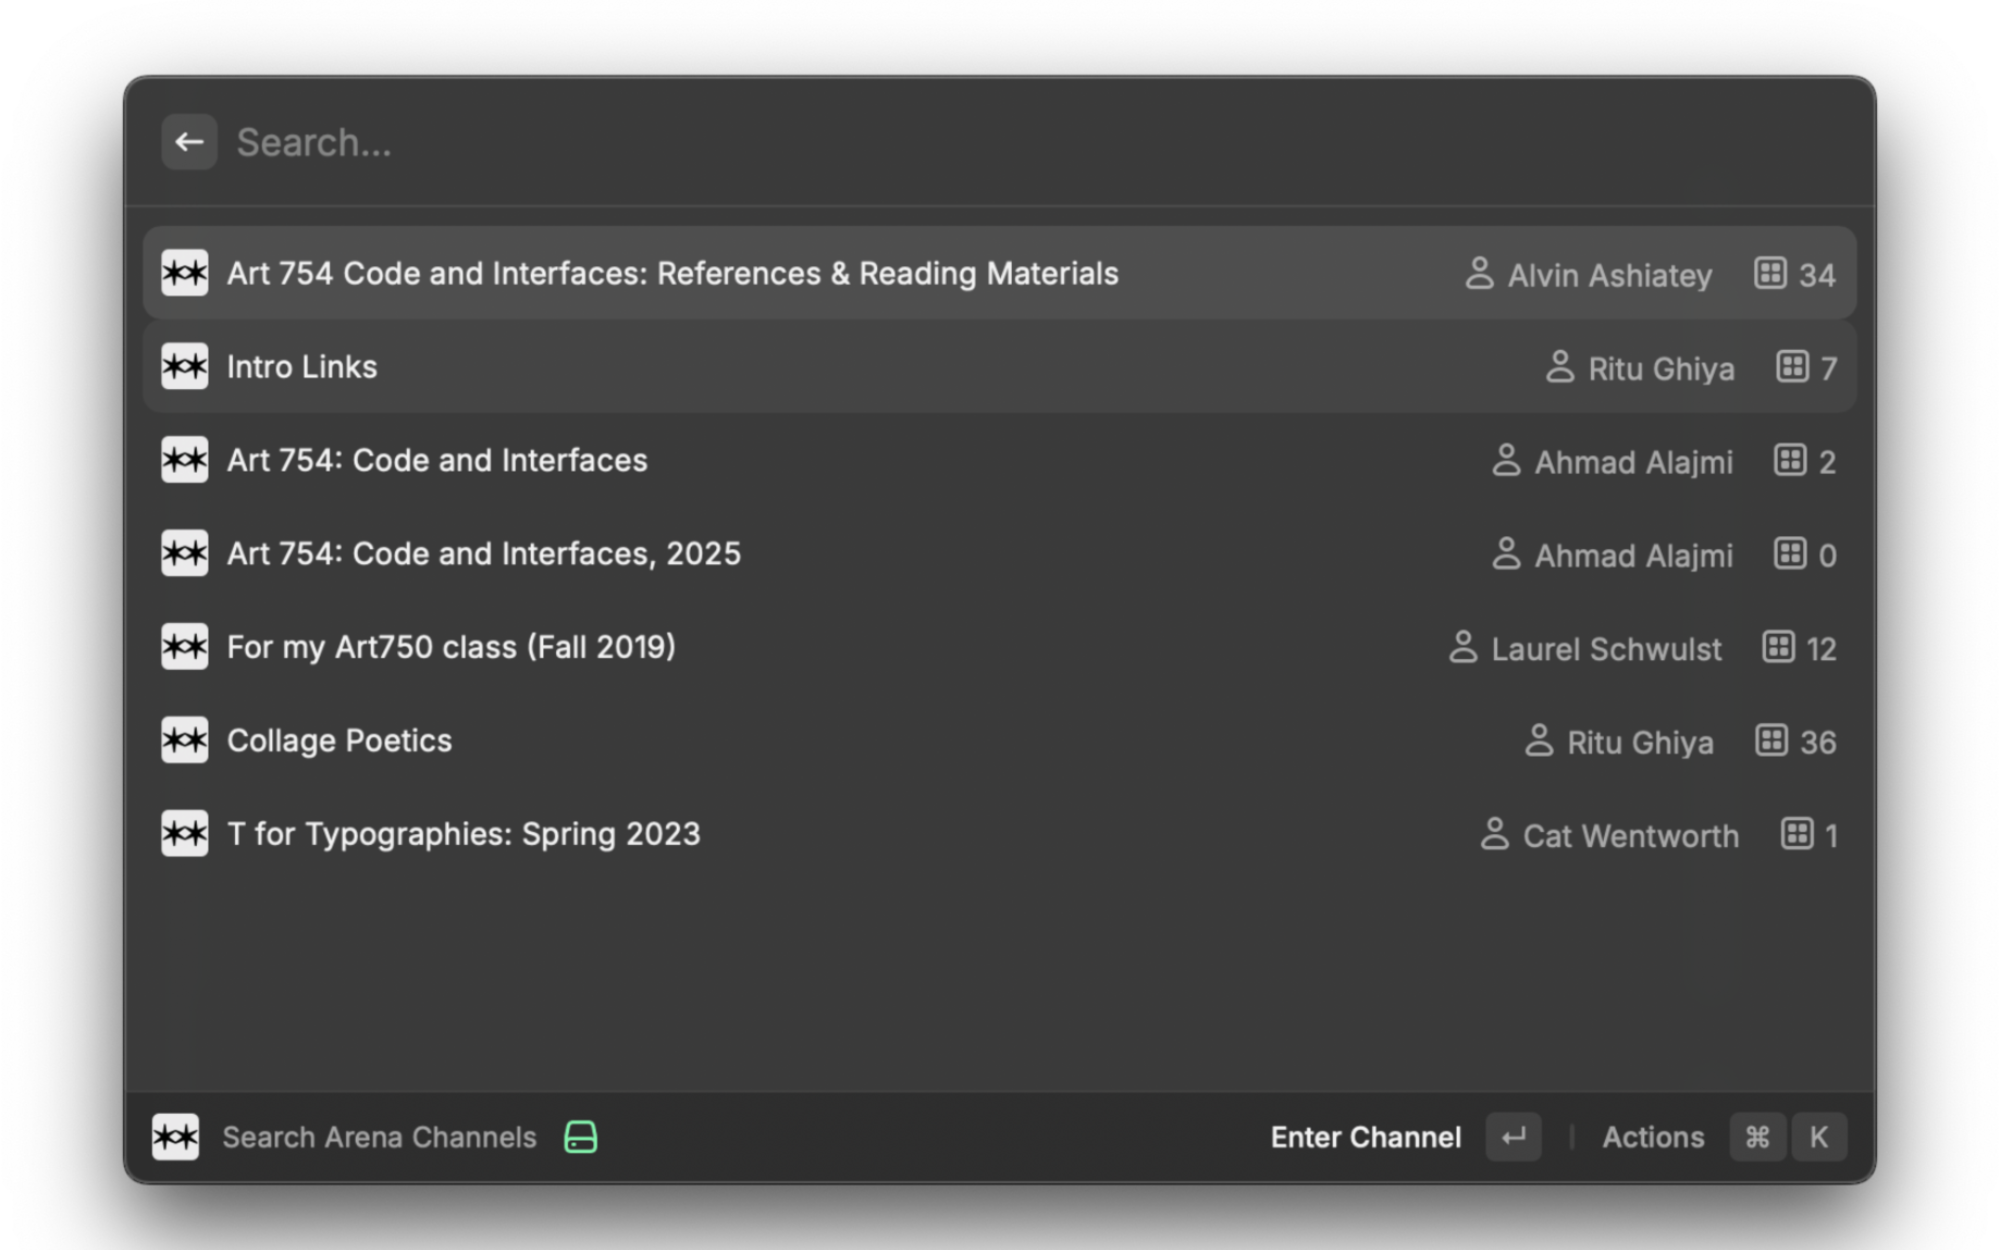 Search...
Art 754 Code and Interfaces: References & Reading Materials Alvin Ashiatey 34
Intro Links Ritu Ghiya 7
Art 754: Code and Interfaces Ahmad Alajmi 2
Art 754: Code and Interfaces, 2025 Ahmad Alajmi 0
For my Art750 class (Fall 2019) Laurel Schwulst 12
Collage Poetics Ritu Ghiya 36
T for Typographies: Spring 2023 Cat Wentworth 1
Search Arena Channels Enter Channel ↵ | Actions ⌘ K